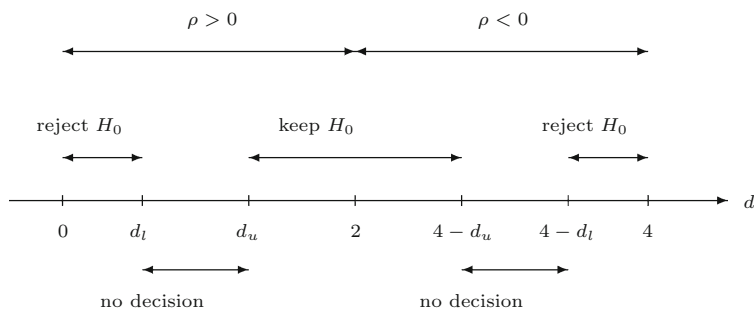 ρ > 0 ρ < 0
reject H₀ keep H₀ reject H₀
d
0 dₗ dᵤ 2 4 − dᵤ 4 − dₗ 4
no decision no decision